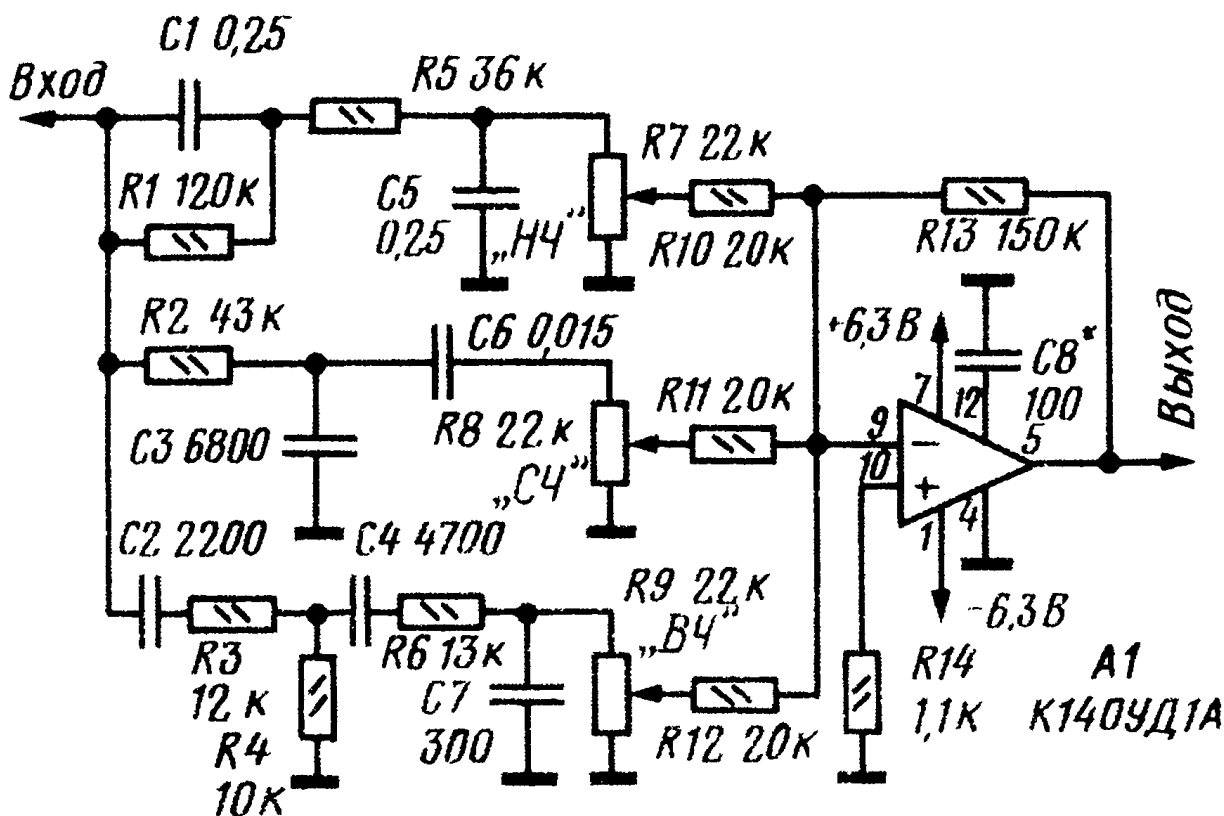 C1 0,25
Вход
R5 36 к
R1 120 к
C5
0,25
„НЧ“
R7 22 к
R10 20 к
R13 150 к
R2 43 к
C6 0,015
+6,3 В
C8*
100
Выход
R11 20 к
R8 22 к
„СЧ“
C3 6800
7
12
9
10
5
1
4
C2 2200
C4 4700
R9 22 к
„ВЧ“
-6,3 В
R3
12 к
R6 13 к
R4
10 к
C7
300
R12 20 к
R14
1,1 к
A1
К140УД1А